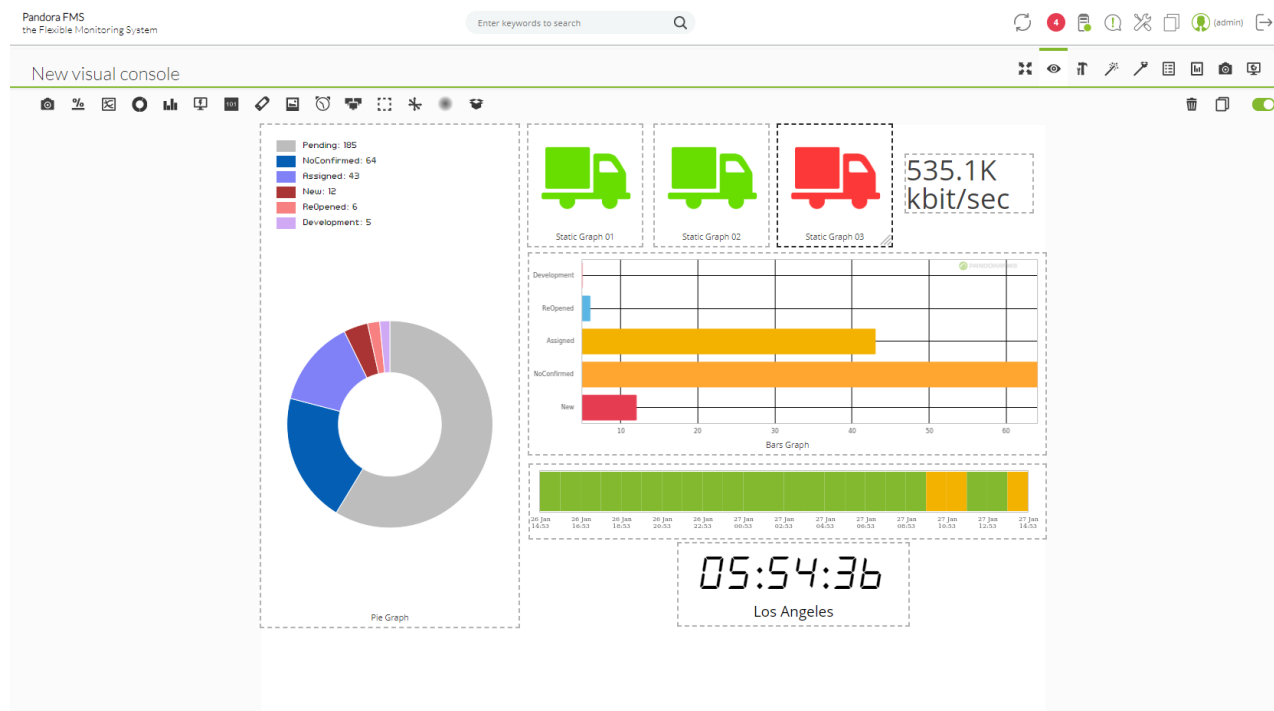 Pandora FMS
the Flexible Monitoring System
Enter keywords to search
4
(admin)
New visual console
101
Pending: 185
NoConfirmed: 64
Assigned: 43
New: 12
ReOpened: 6
Development: 5
Pie Graph
Static Graph 01
Static Graph 02
Static Graph 03
535.1K
kbit/sec
PANDORAFMS
Development
ReOpened
Assigned
NoConfirmed
New
10 20 30 40 50 60
Bars Graph
26 Jan 26 Jan 26 Jan 26 Jan 26 Jan 27 Jan 27 Jan 27 Jan 27 Jan 27 Jan 27 Jan 27 Jan 27 Jan
14:53 16:53 18:53 20:53 22:53 00:53 02:53 04:53 06:53 08:53 10:53 12:53 14:53
05:54:36
Los Angeles